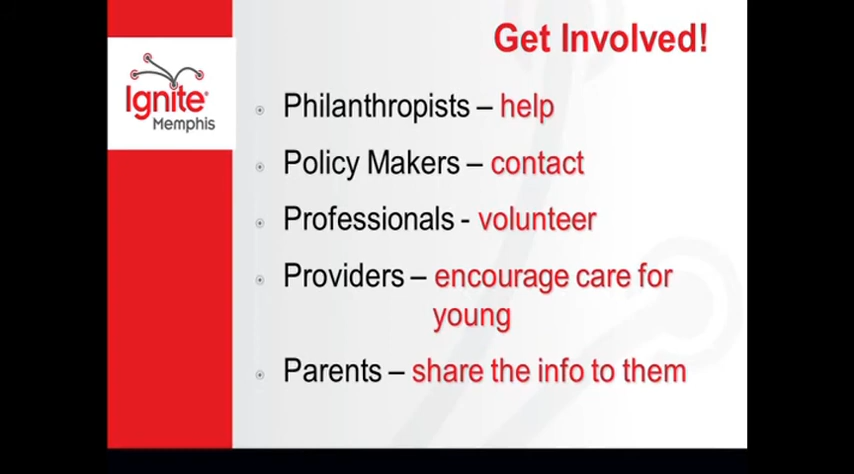 Get Involved!
Ignite®
Memphis
Philanthropists – help
Policy Makers – contact
Professionals - volunteer
Providers – encourage care for
young
Parents – share the info to them